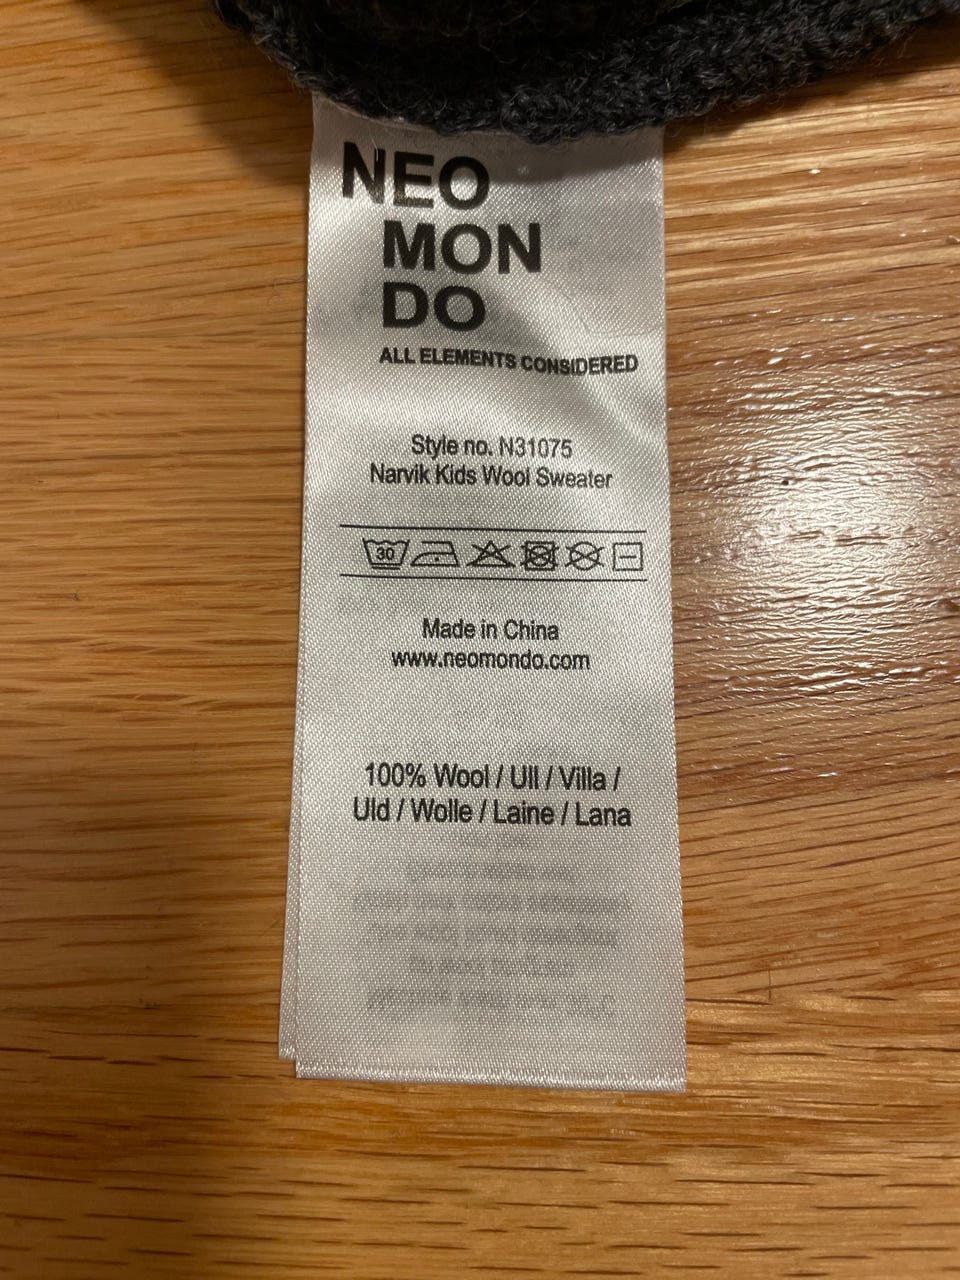 NEO
MON
DO
ALL ELEMENTS CONSIDERED
Style no. N31075
Narvik Kids Wool Sweater
30
Made in China
www.neomondo.com
100% Wool / Ull / Villa /
Uld / Wolle / Laine / Lana